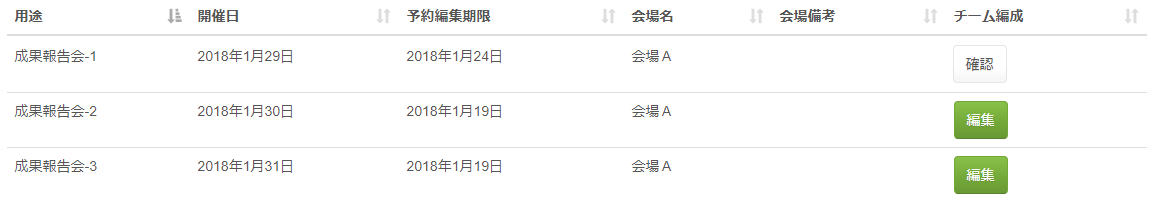 用途 開催日 予約編集期限 会場名 会場備考 チーム編成
成果報告会-1 2018年1月29日 2018年1月24日 会場Ａ 確認
成果報告会-2 2018年1月30日 2018年1月19日 会場Ａ 編集
成果報告会-3 2018年1月31日 2018年1月19日 会場Ａ 編集